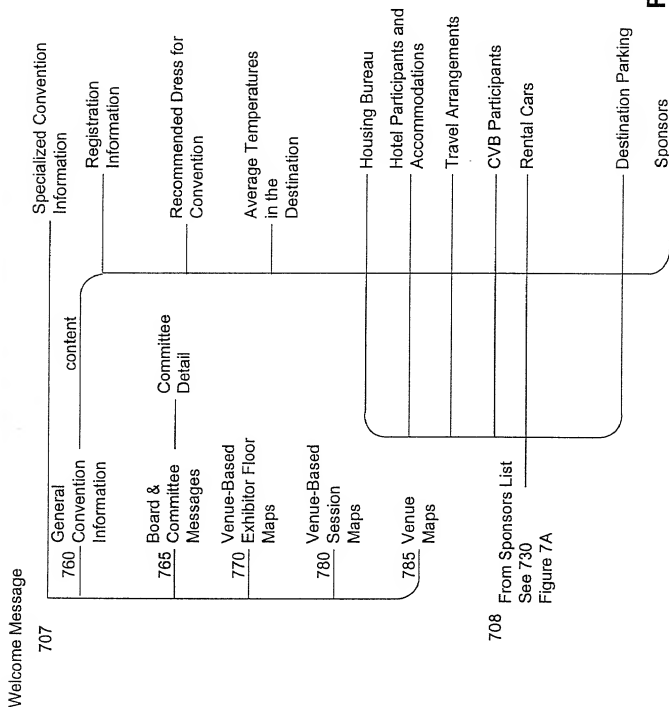 Welcome Message
707
Specialized Convention
Information
760
General
Convention
Information
content
Registration
Information
Recommended Dress for
Convention
Average Temperatures
in the
Destination
765
Board &
Committee
Messages
Committee
Detail
770
Venue-Based
Exhibitor Floor
Maps
780
Venue-Based
Session
Maps
785
Venue
Maps
708
From Sponsors List
See 730
Figure 7A
Housing Bureau
Hotel Participants and
Accommodations
Travel Arrangements
CVB Participants
Rental Cars
Destination Parking
Sponsors